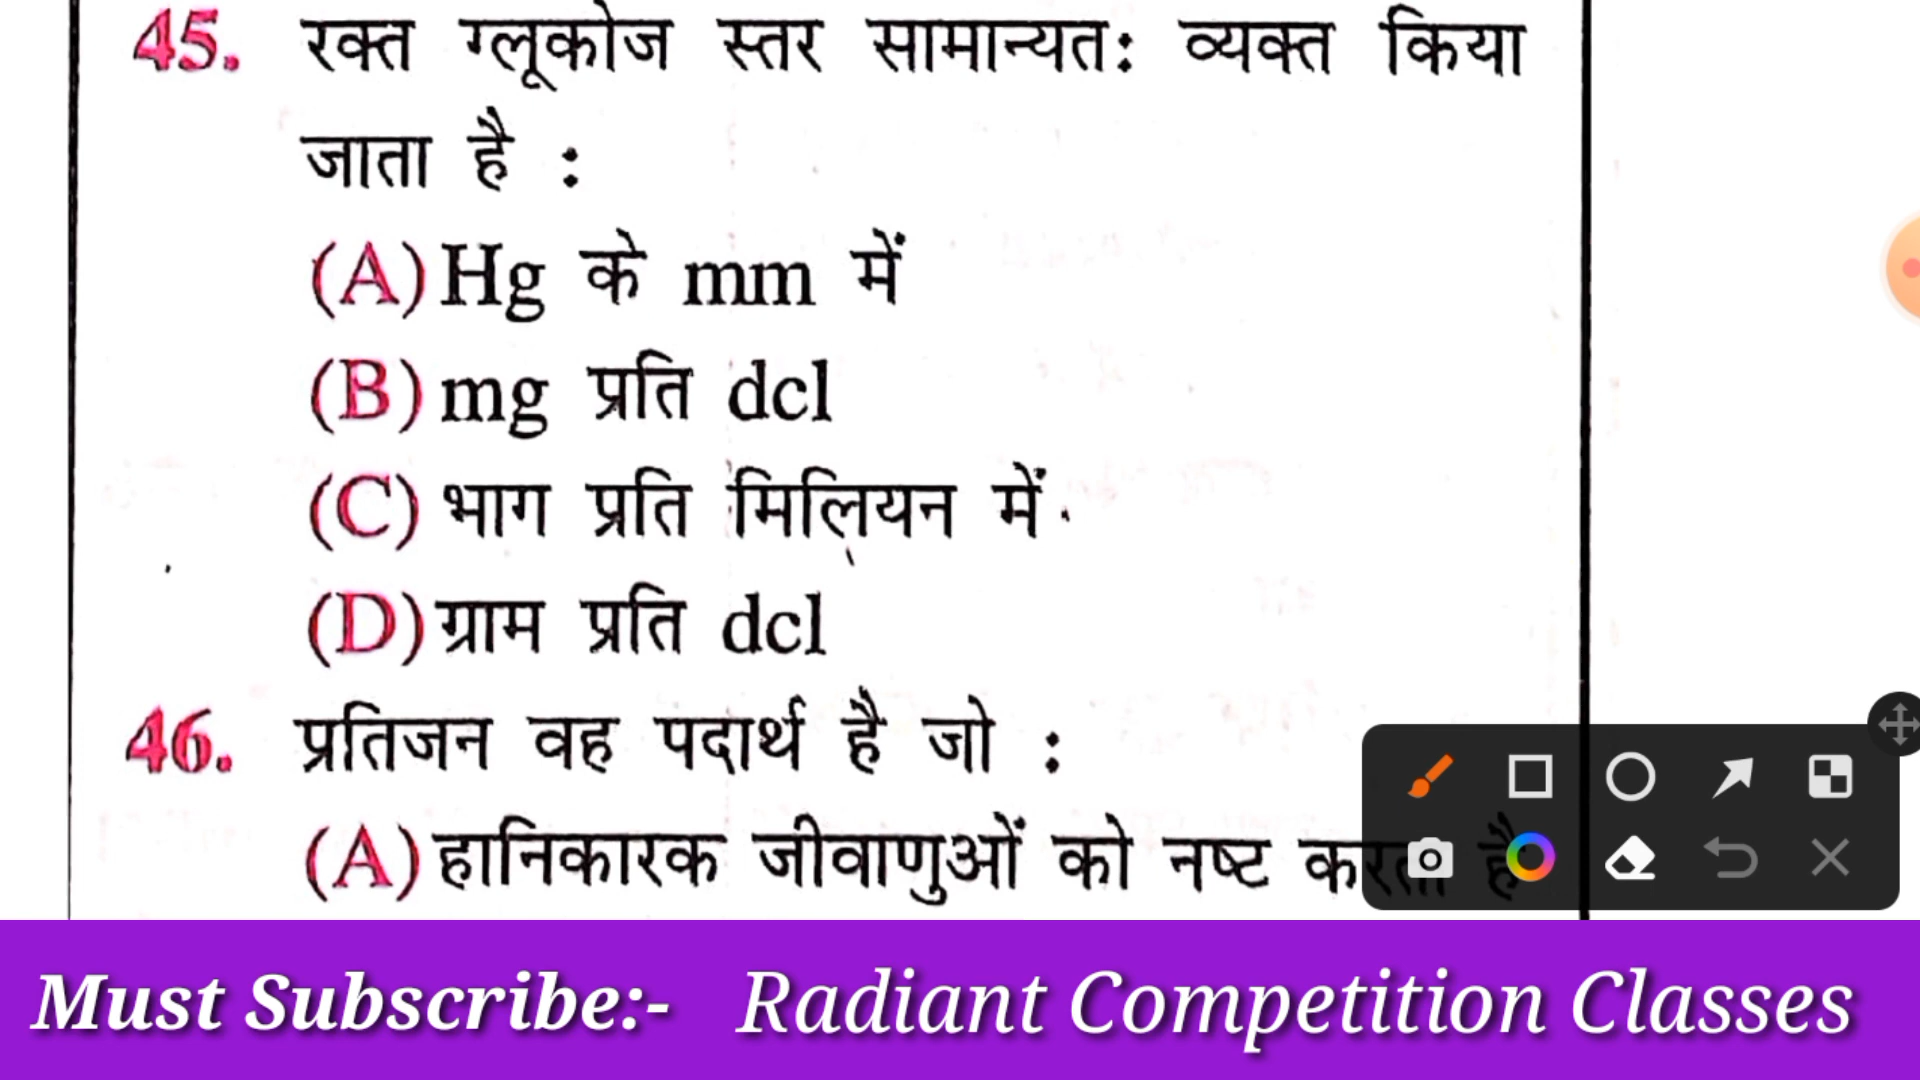 45. रक्त ग्लूकोज स्तर सामान्यतः व्यक्त किया
जाता है :
(A) Hg के mm में
(B) mg प्रति dcl
(C) भाग प्रति मिलियन में
(D) ग्राम प्रति dcl
46. प्रतिजन वह पदार्थ है जो :
(A) हानिकारक जीवाणुओं को नष्ट करता है
Must Subscribe:- Radiant Competition Classes